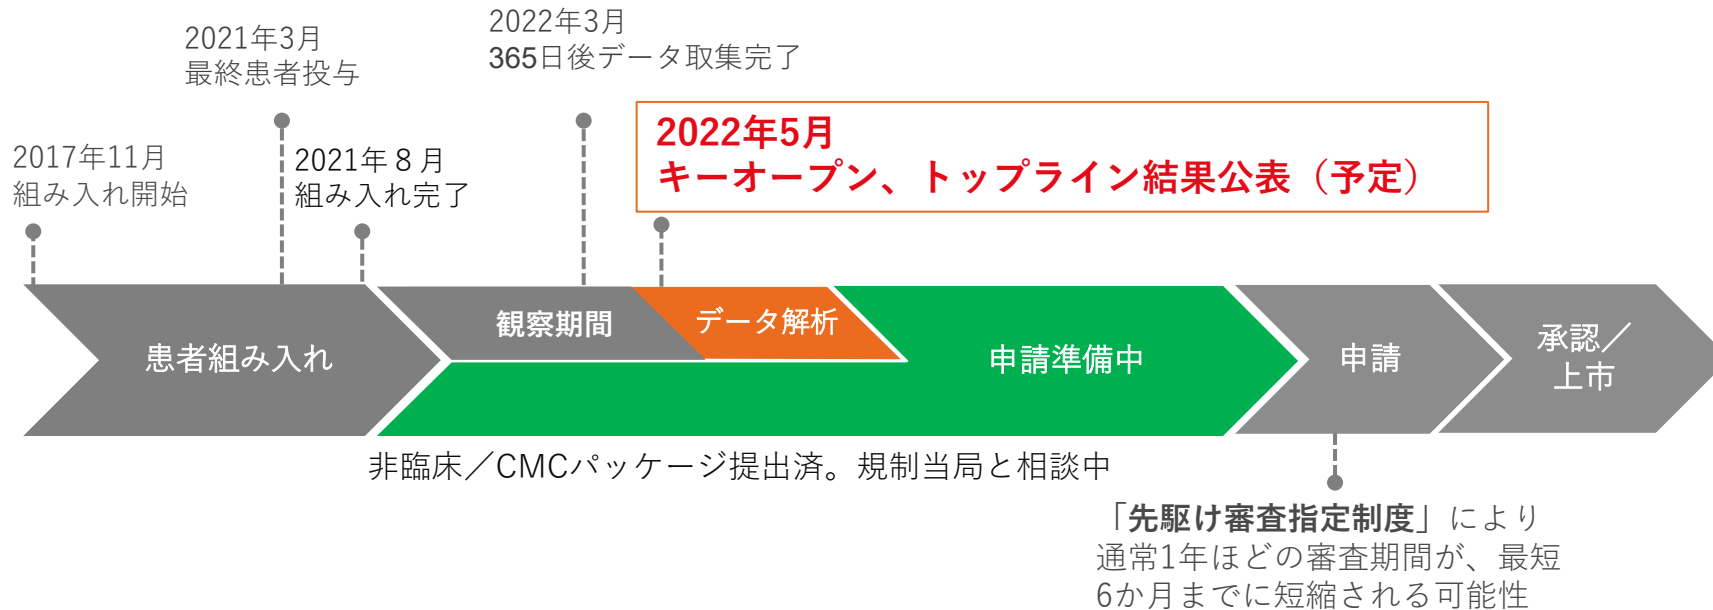 2021年3月
最終患者投与
2022年3月
365日後データ取集完了
2017年11月
組み入れ開始
2021年８月
組み入れ完了
2022年5月
キーオープン、トップライン結果公表（予定）
患者組み入れ
観察期間
データ解析
申請準備中
申請
承認／
上市
非臨床／CMCパッケージ提出済。規制当局と相談中
「先駆け審査指定制度」により
通常1年ほどの審査期間が、最短
6か月までに短縮される可能性